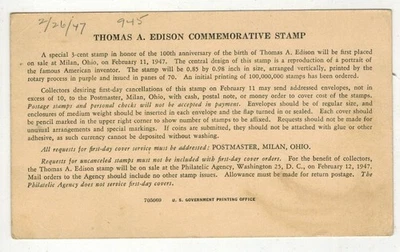 2/26/47 945
THOMAS A. EDISON COMMEMORATIVE STAMP
A special 3-cent stamp in honor of the 100th anniversary of the birth of Thomas A. Edison will be first placed
on sale at Milan, Ohio, on February 11, 1947. The central design of this stamp is a reproduction of a portrait of
the famous American inventor. The stamp will be 0.83 by 0.98 inch in size, arranged vertically, printed by the
rotary process in purple and issued in panes of 70. An initial printing of 100,000,000 stamps has been ordered.
Collectors desiring first-day cancellations of this stamp on February 11 may send addressed envelopes, not in
excess of 10, to the Postmaster, Milan, Ohio, with cash, postal note, or money order to cover cost of the stamps.
Postage stamps and personal checks will not be accepted in payment. Envelopes should be of regular size, and
enclosures of medium weight should be inserted in each envelope and the flap turned in or sealed. Each cover should
be pencil marked in the upper right corner to show number of stamps to be affixed. Requests should not be made for
unusual arrangements and special markings. If coins are submitted, they should not be attached with glue or other
adhesive, as such currency cannot be deposited without washing.
All requests for first-day cover service must be addressed: POSTMASTER, MILAN, OHIO.
Requests for uncanceled stamps must not be included with first-day cover orders. For the benefit of collectors,
the Thomas A. Edison stamp will be on sale at the Philatelic Agency, Washington 25, D. C., on February 12, 1947.
Mail orders to the Agency should include no other stamp issues. Allowance must be made for return postage. The
Philatelic Agency does not service first-day covers.
U. S. GOVERNMENT PRINTING OFFICE